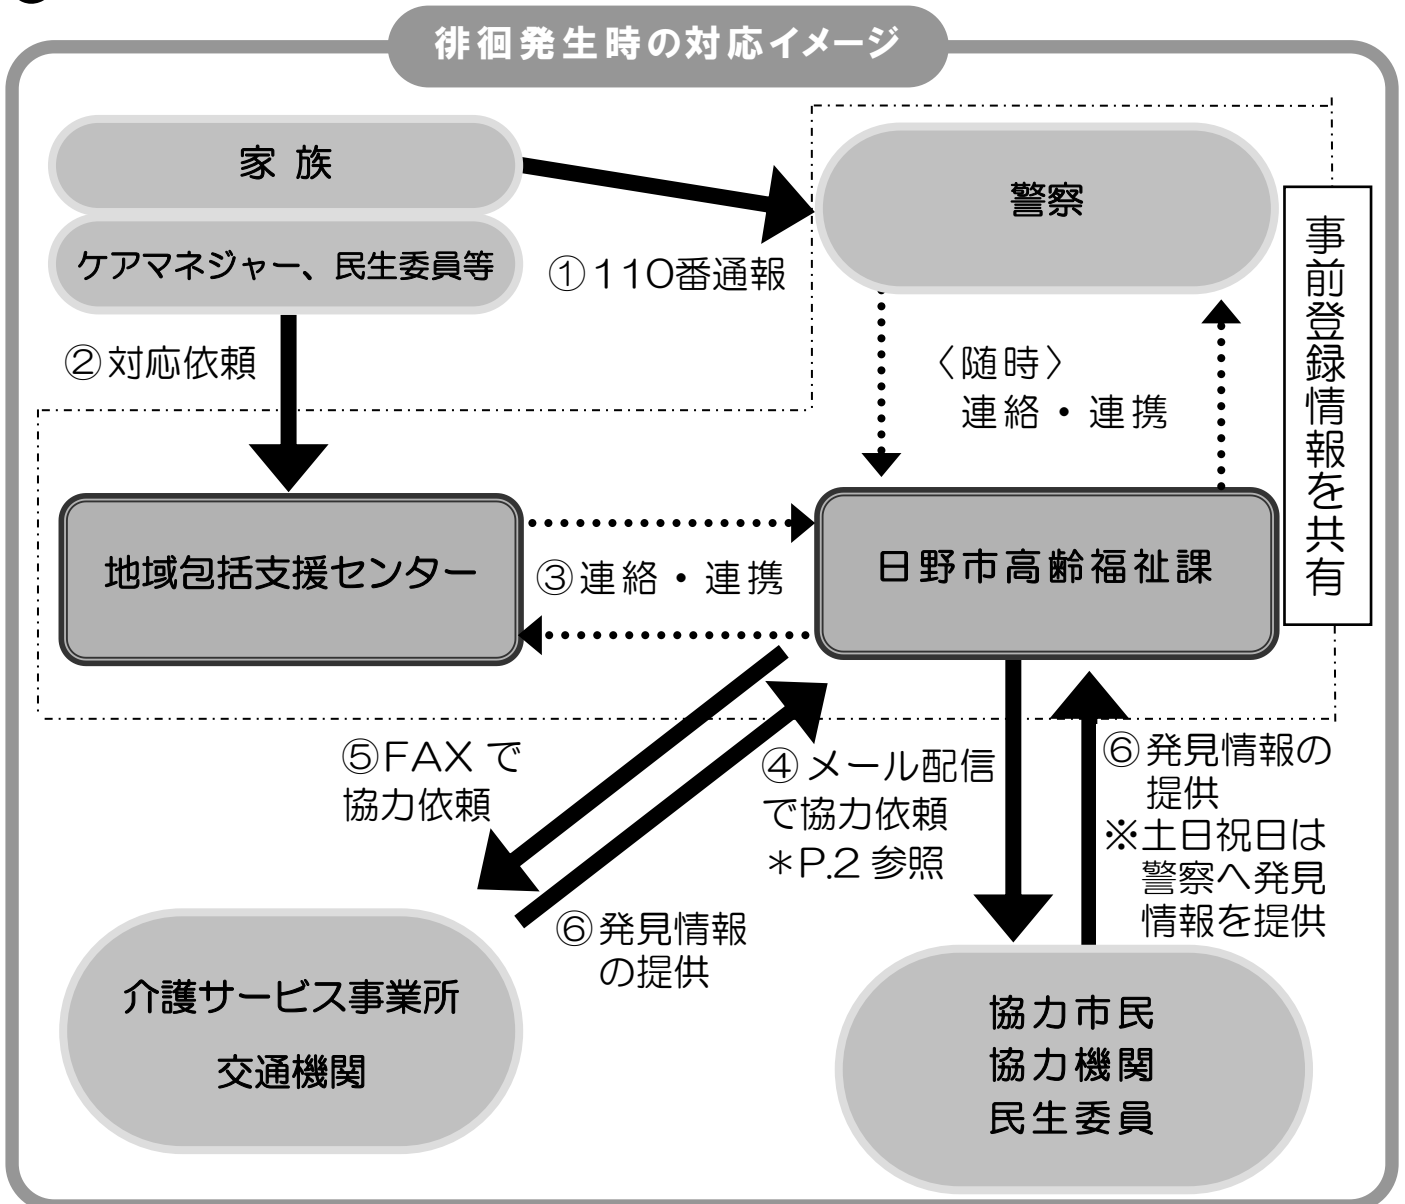 徘徊発生時の対応イメージ
家 族
ケアマネジャー、民生委員等
①110番通報
警察
事前登録情報を共有
②対応依頼
〈随時〉
連絡・連携
地域包括支援センター
③連絡・連携
日野市高齢福祉課
⑤FAX で
協力依頼
④メール配信
で協力依頼
＊P.2 参照
⑥発見情報の
提供
※土日祝日は
警察へ発見
情報を提供
⑥発見情報
の提供
介護サービス事業所
交通機関
協力市民
協力機関
民生委員